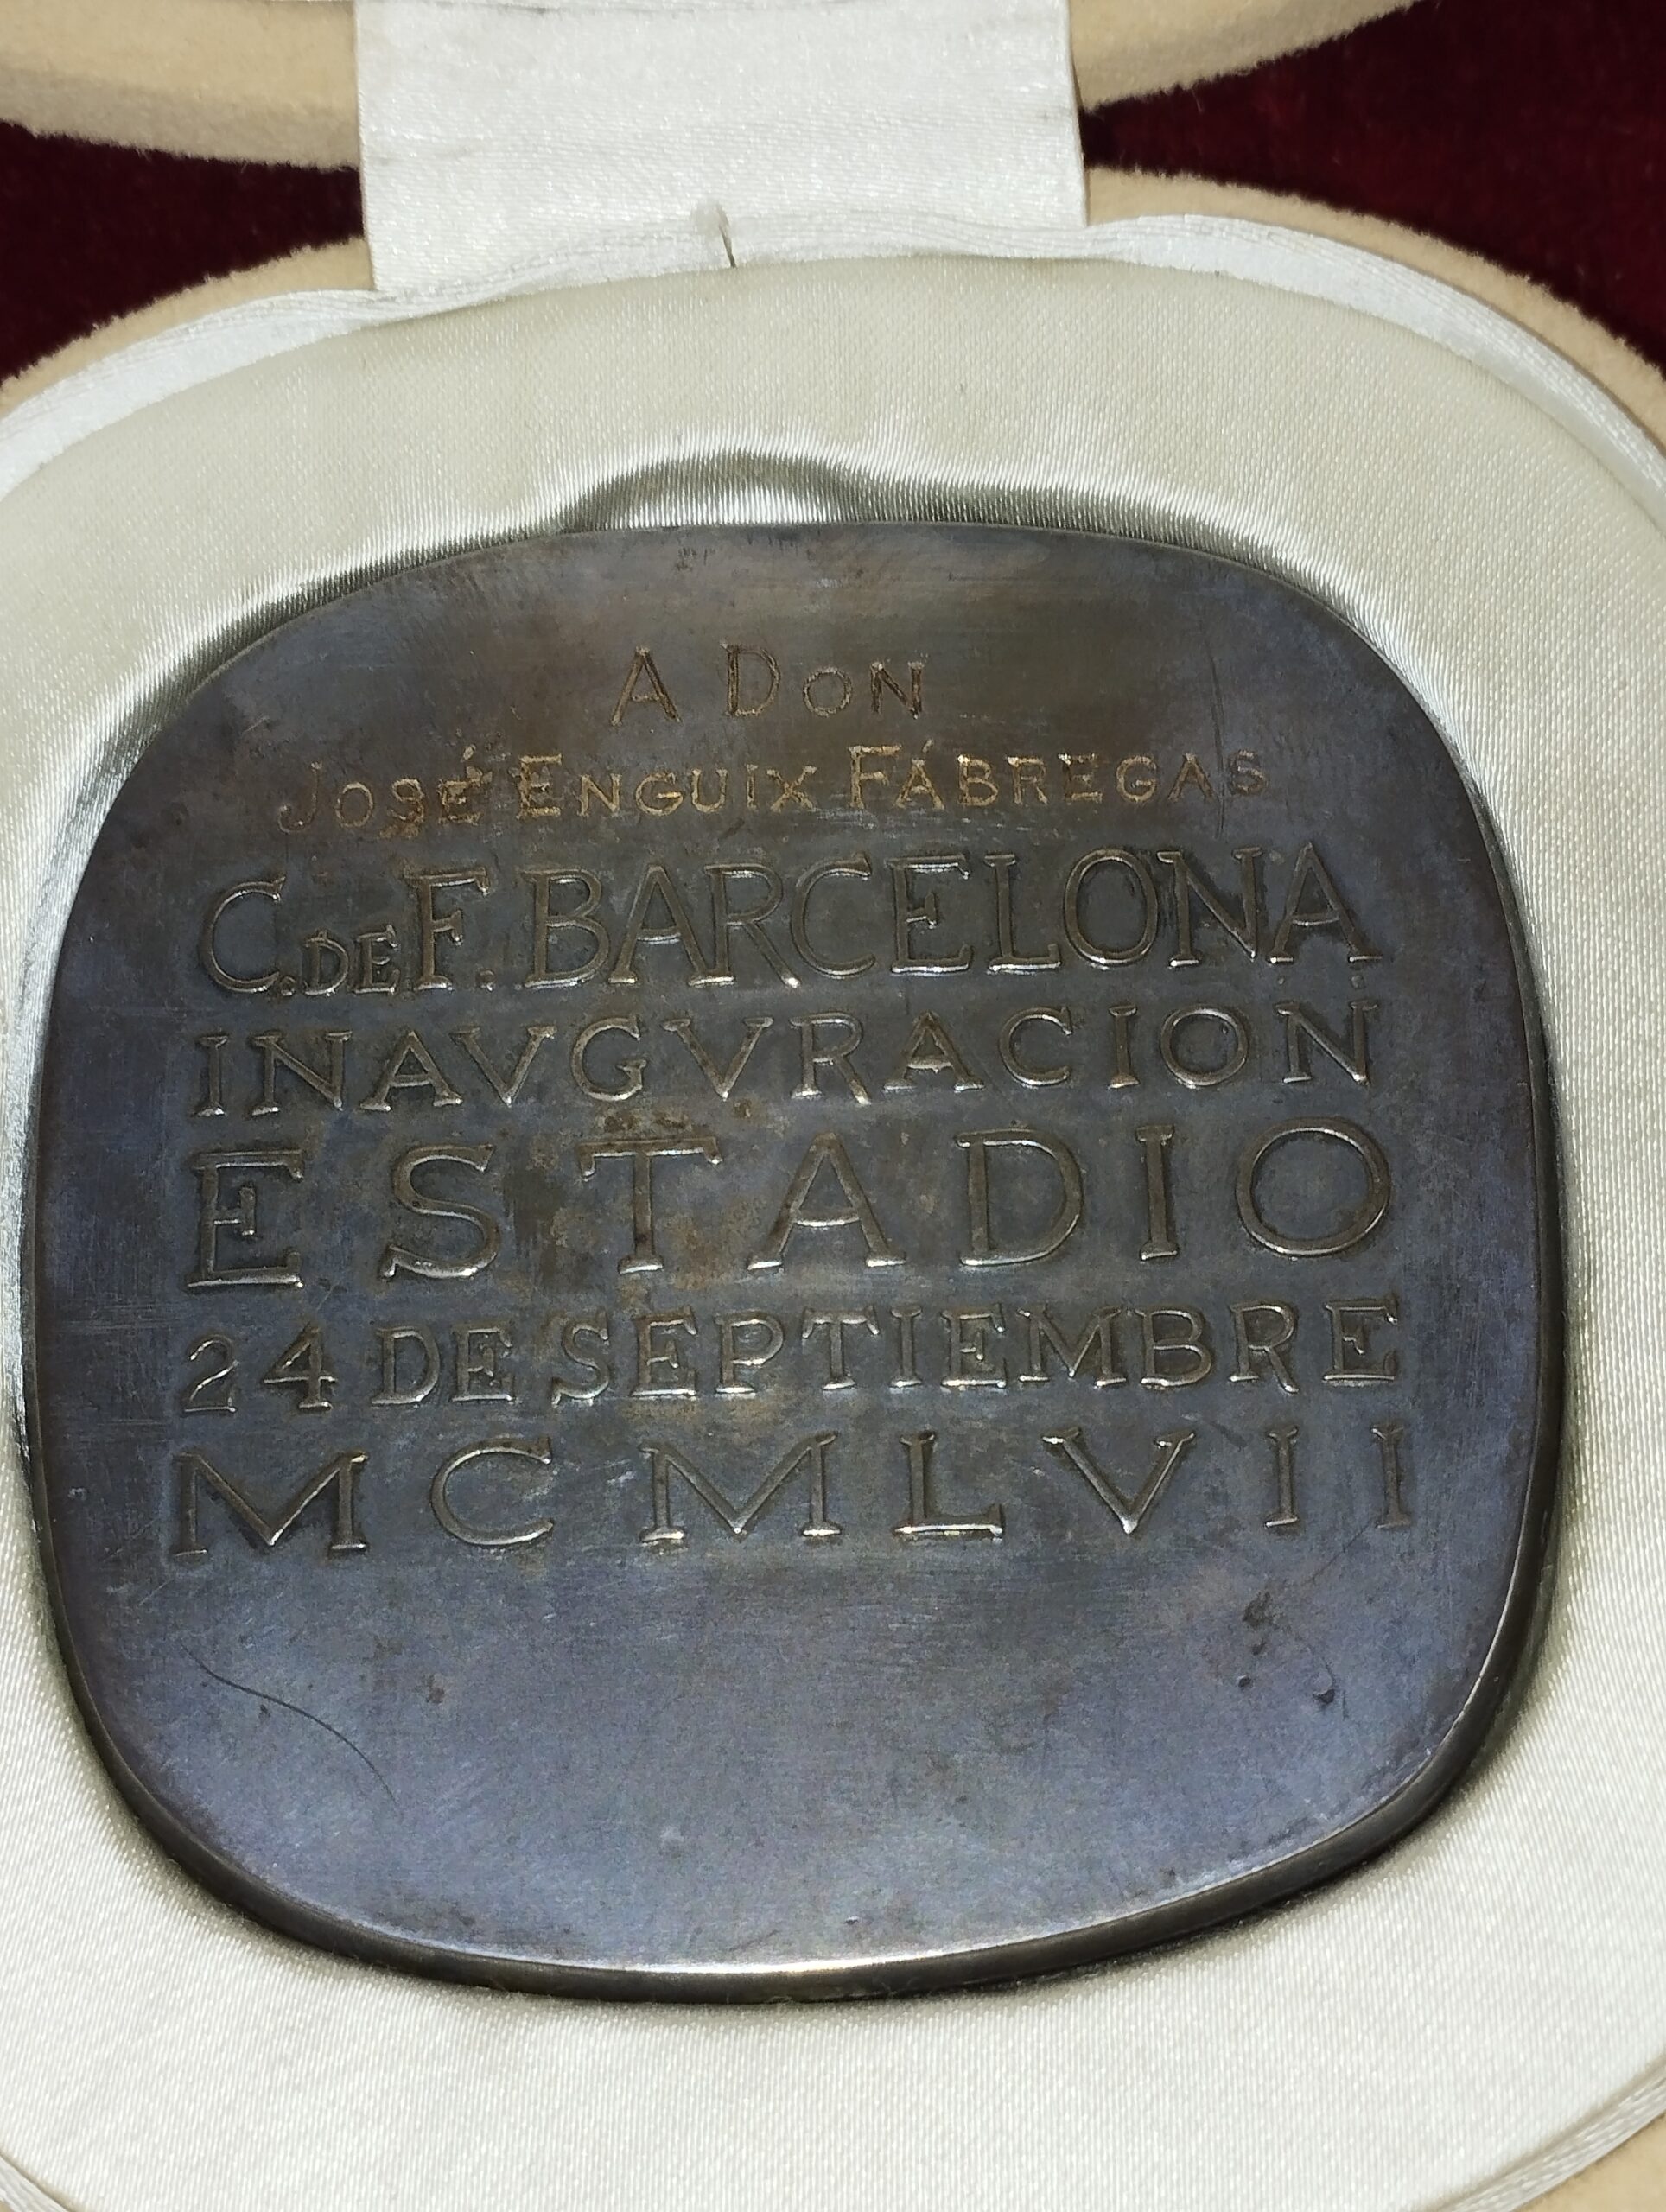 A DON
JOSÉ ENGUIX FÁBREGAS
C. DE F. BARCELONA
INAVGVRACION
ESTADIO
24 DE SEPTIEMBRE
MCMLVII